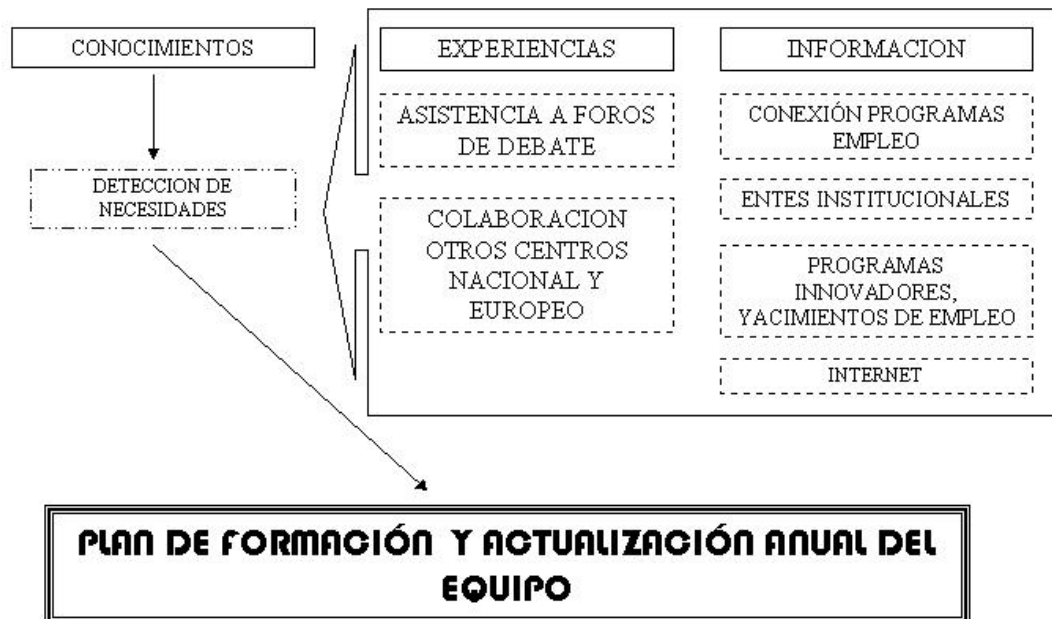 CONOCIMIENTOS
DETECCION DE
NECESIDADES
EXPERIENCIAS
ASISTENCIA A FOROS
DE DEBATE
COLABORACION
OTROS CENTROS
NACIONAL Y
EUROPEO
INFORMACION
CONEXIÓN PROGRAMAS
EMPLEO
ENTES INSTITUCIONALES
PROGRAMAS
INNOVADORES,
YACIMIENTOS DE EMPLEO
INTERNET
PLAN DE FORMACIÓN Y ACTUALIZACIÓN ANUAL DEL
EQUIPO